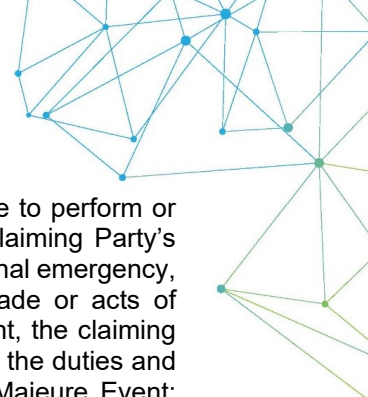 e to perform or
laiming Party’s
nal emergency,
ade or acts of
nt, the claiming
the duties and
Majeure Event;